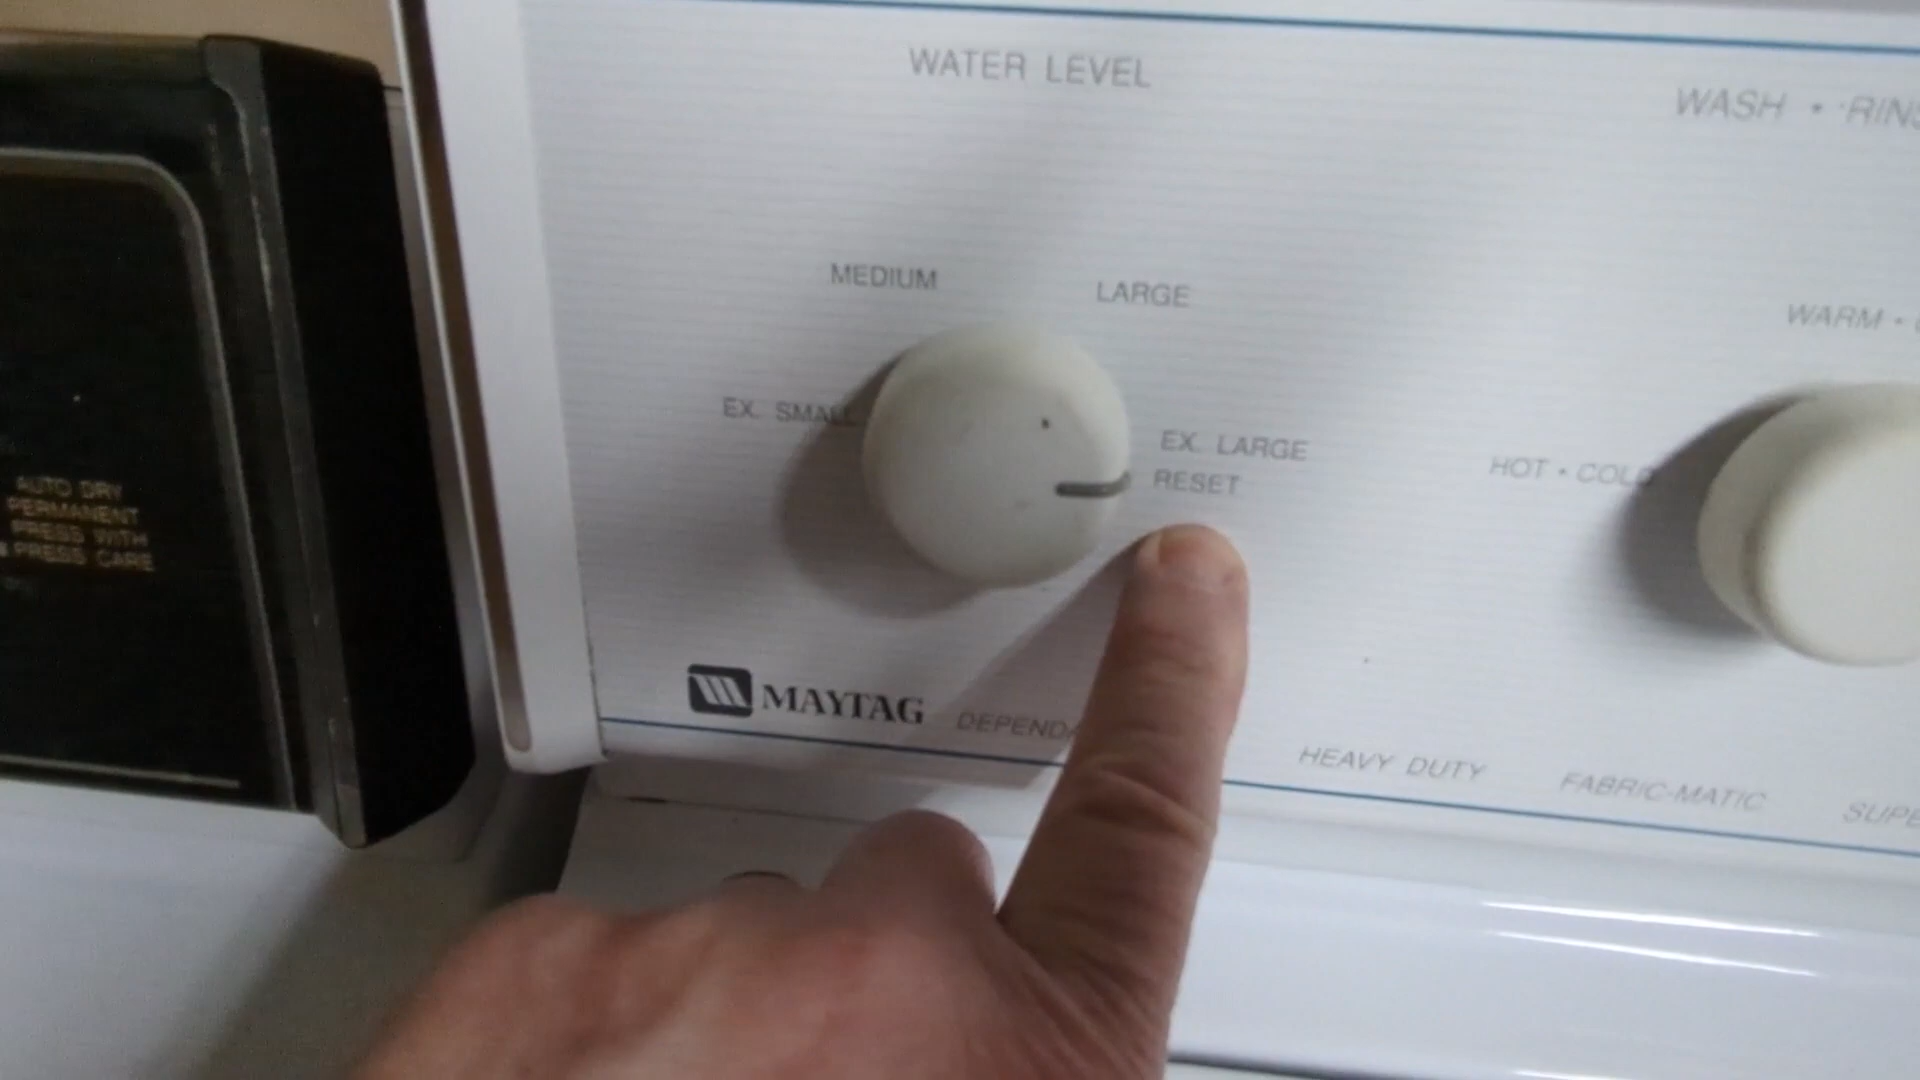 WATER LEVEL
WASH •
MEDIUM
LARGE
WARM •
EX. SMALL
EX. LARGE
RESET
HOT • COLD
AUTO DRY
PERMANENT
PRESS WITH
PRESS CARE
MAYTAG
HEAVY DUTY
FABRIC-MATIC